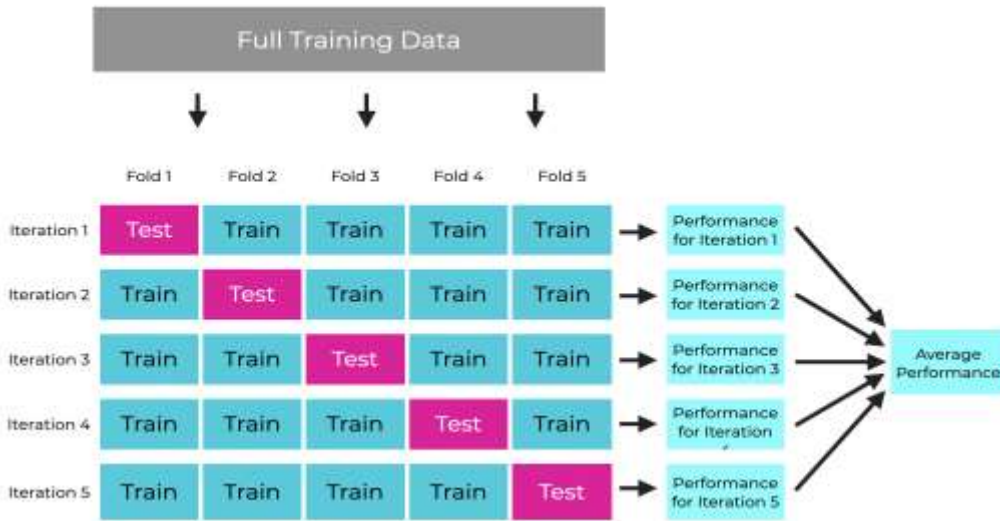 Full Training Data
Fold 1 Fold 2 Fold 3 Fold 4 Fold 5
Iteration 1 Test Train Train Train Train Performance
for Iteration 1
Iteration 2 Train Test Train Train Train Performance
for Iteration 2
Iteration 3 Train Train Test Train Train Performance
for Iteration 3
Average
Performance
Iteration 4 Train Train Train Test Train Performance
for Iteration
Iteration 5 Train Train Train Train Test Performance
for Iteration 5